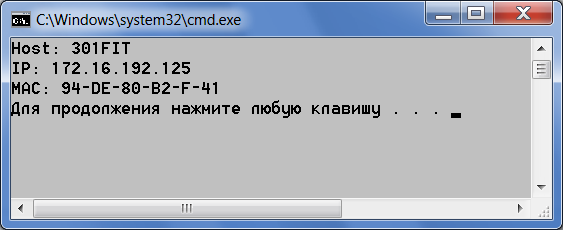 C:\Windows\system32\cmd.exe
Host: 301FIT
IP: 172.16.192.125
MAC: 94-DE-80-B2-F-41
Для продолжения нажмите любую клавишу . . .